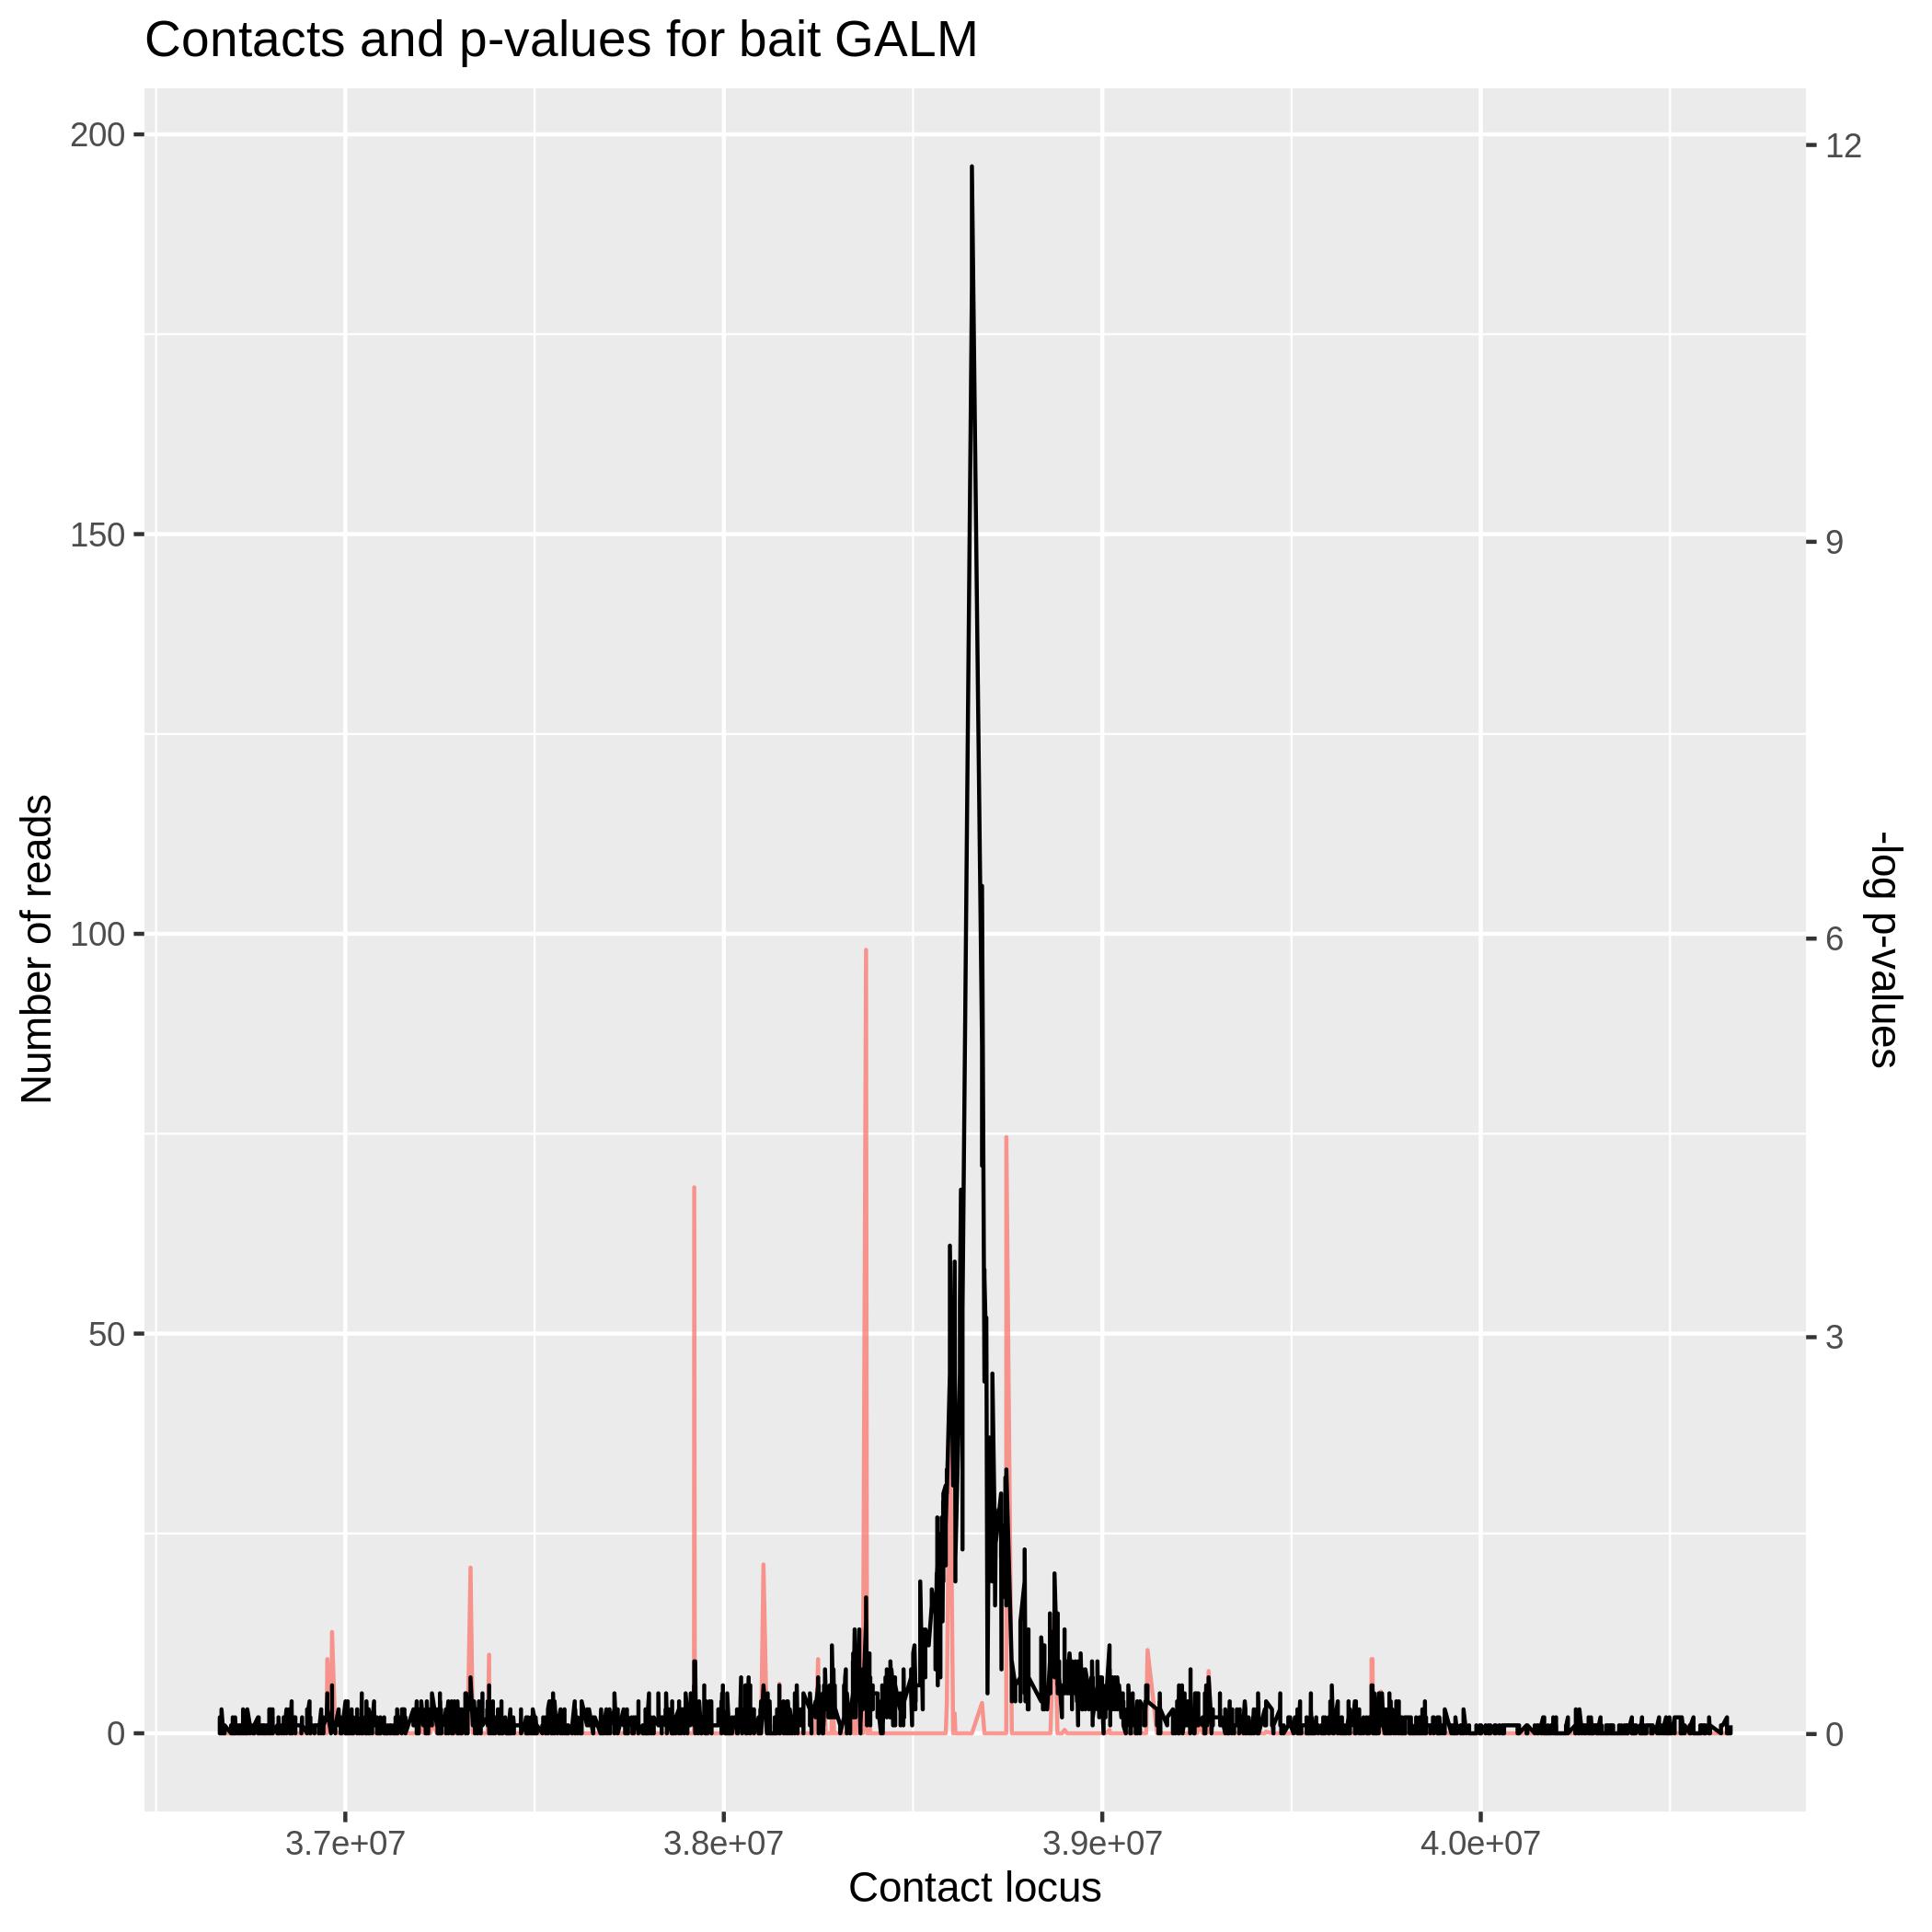 Contacts and p-values for bait GALM
200
150
100
50
0
Number of reads
12
9
6
3
0
-log p-values
3.7e+07 3.8e+07 3.9e+07 4.0e+07
Contact locus